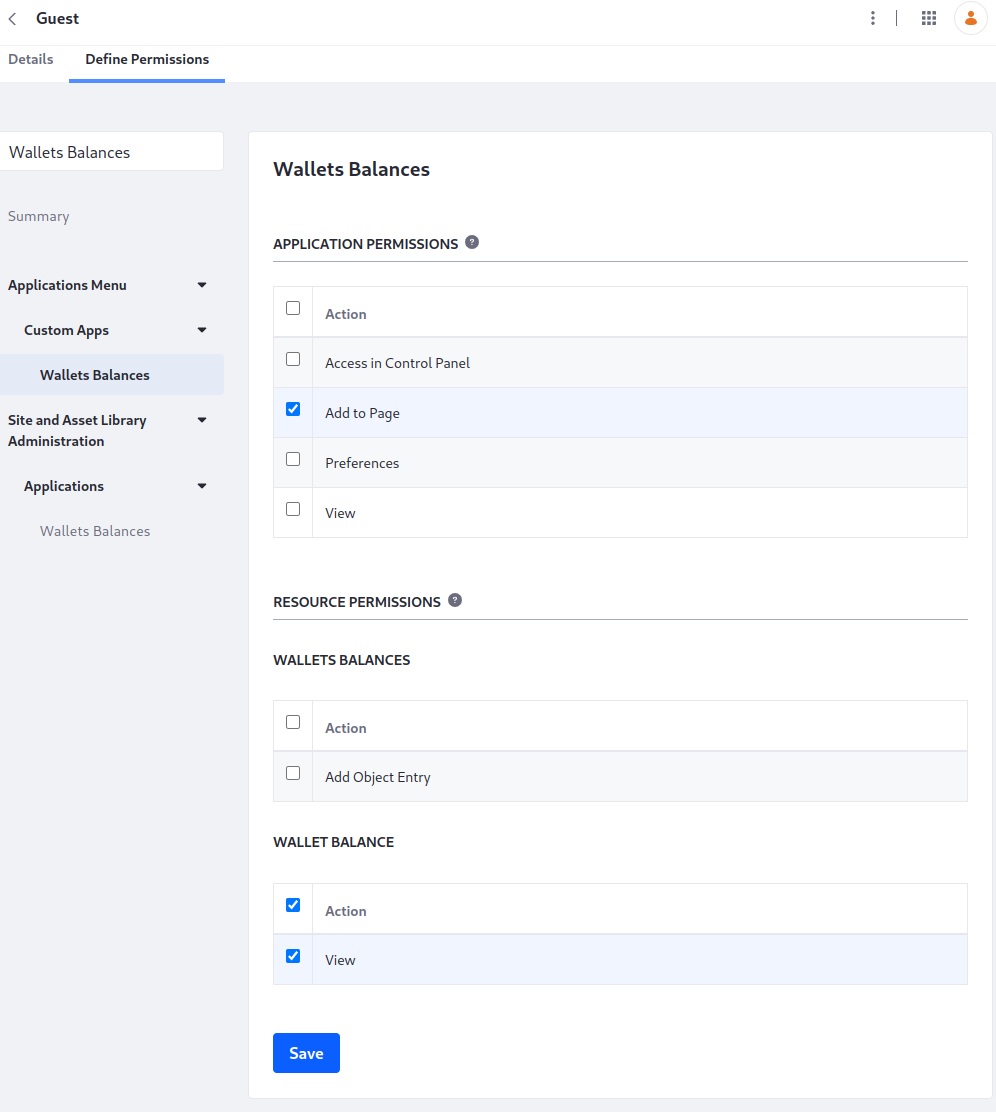 Guest
Details
Define Permissions
Wallets Balances
Summary
Applications Menu
Custom Apps
Wallets Balances
Site and Asset Library
Administration
Applications
Wallets Balances
Wallets Balances
APPLICATION PERMISSIONS ?
Action
Access in Control Panel
Add to Page
Preferences
View
RESOURCE PERMISSIONS ?
WALLETS BALANCES
Action
Add Object Entry
WALLET BALANCE
Action
View
Save